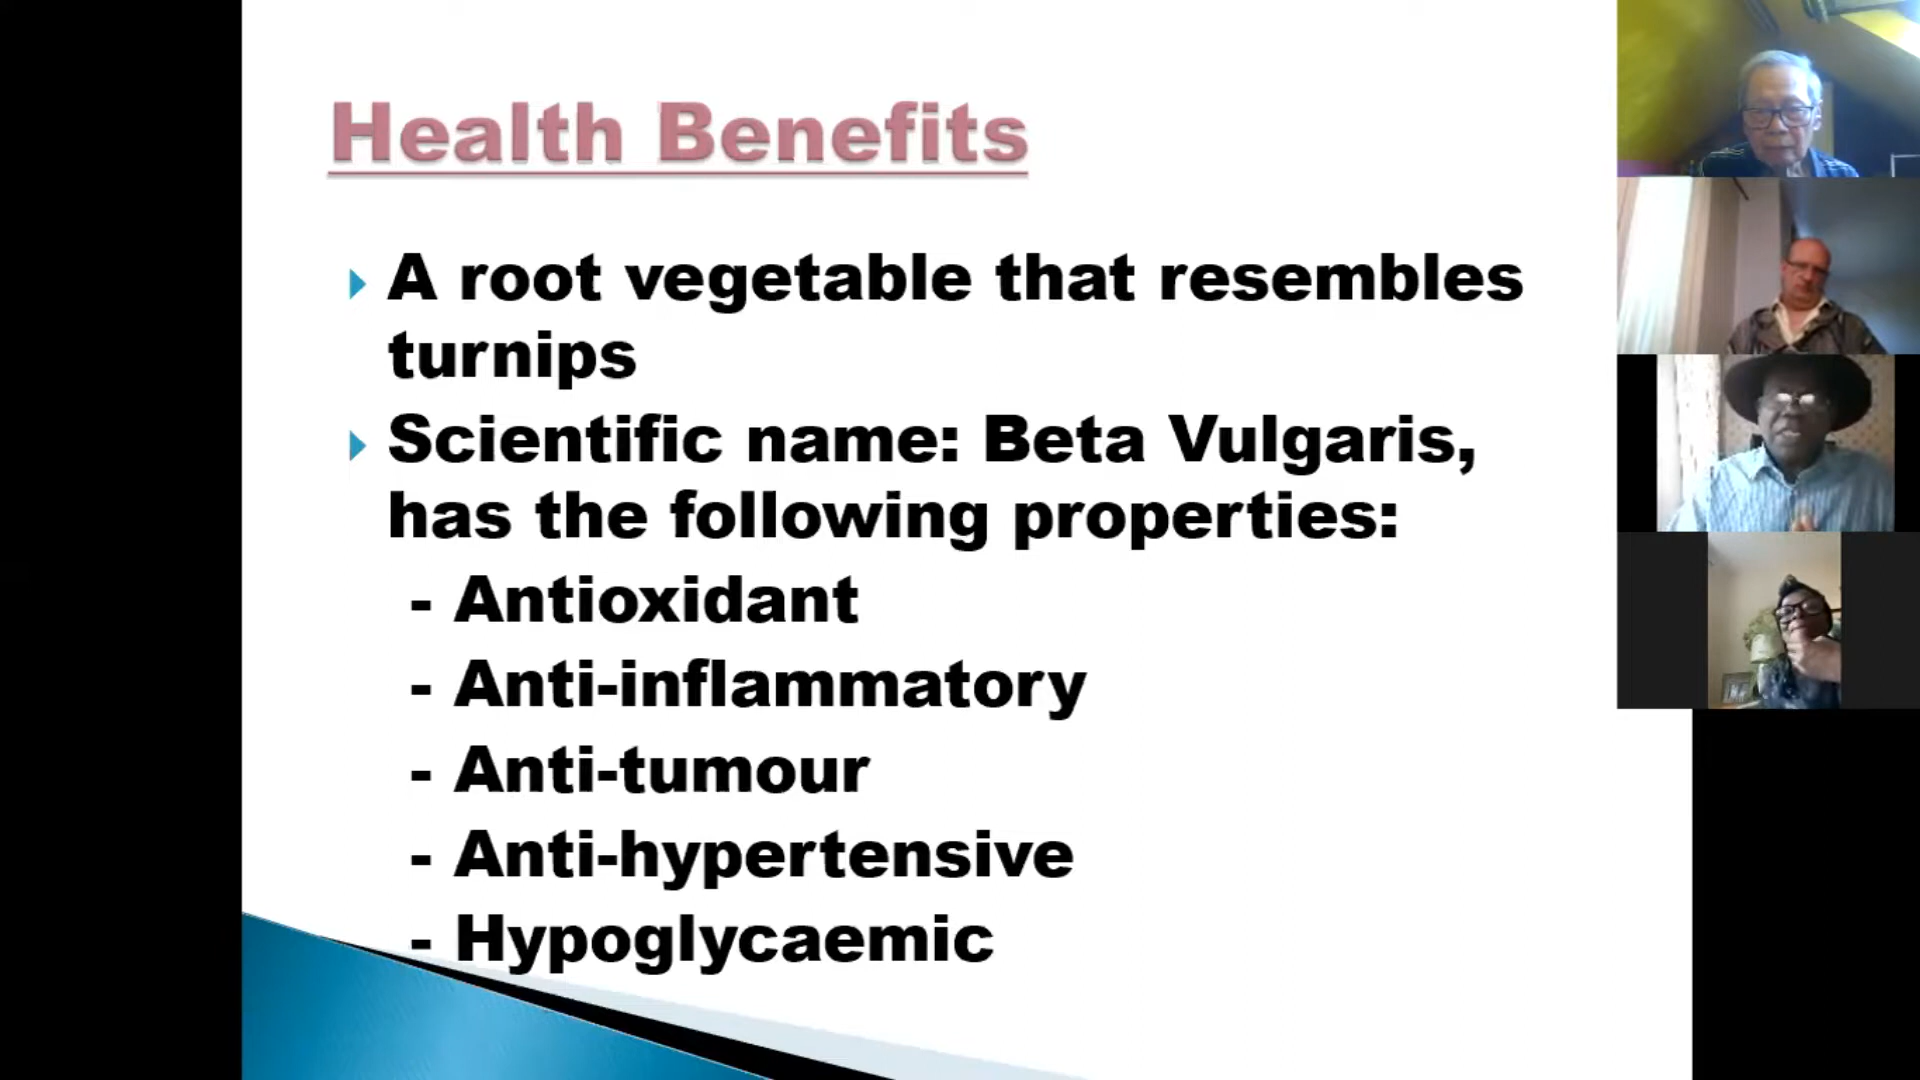 Health Benefits
A root vegetable that resembles
turnips
Scientific name: Beta Vulgaris,
has the following properties:
- Antioxidant
- Anti-inflammatory
- Anti-tumour
- Anti-hypertensive
- Hypoglycaemic